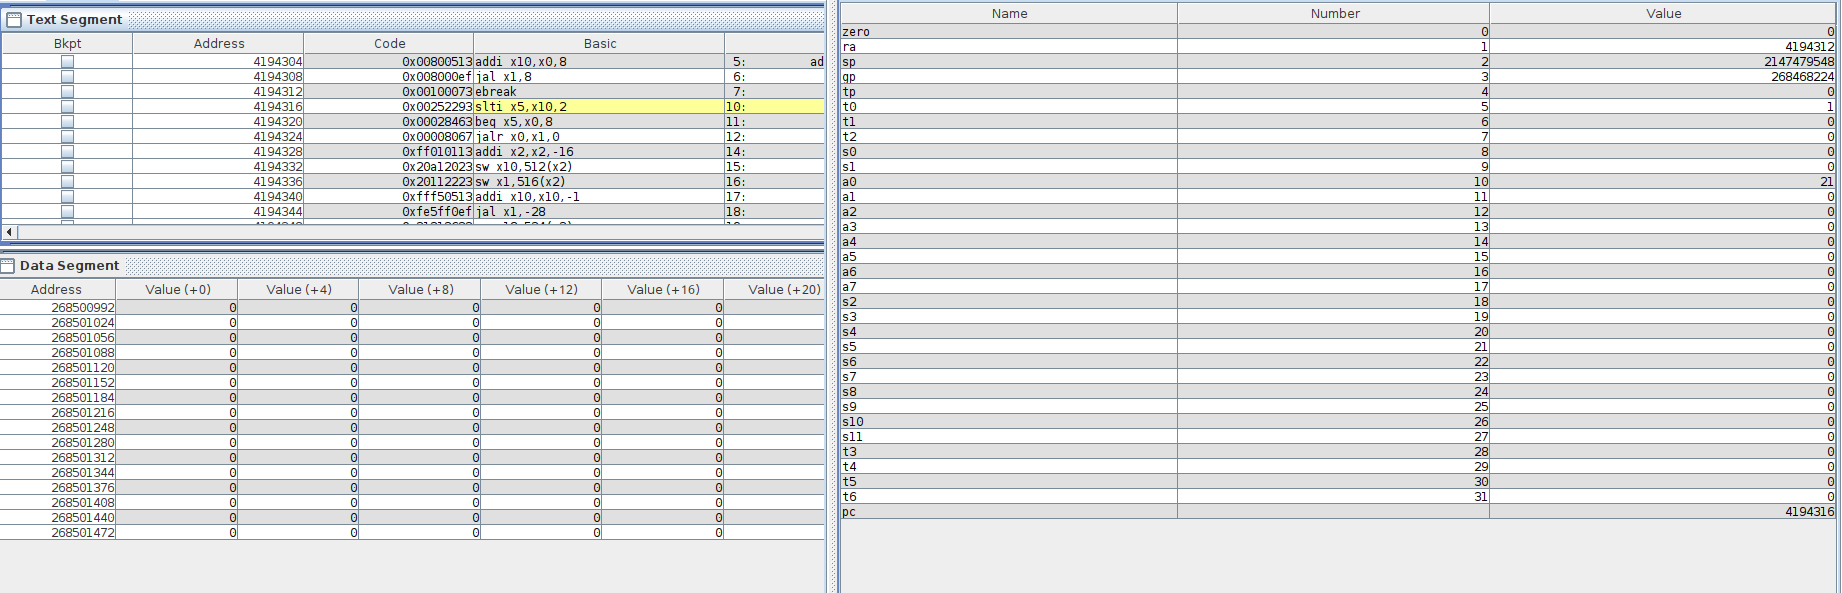 Text Segment
Bkpt Address Code Basic
4194304 0x00800513 addi x10,x0,8 5: ad
4194308 0x008000ef jal x1,8 6:
4194312 0x00100073 ebreak 7:
4194316 0x00252293 slti x5,x10,2 10:
4194320 0x00028463 beq x5,x0,8 11:
4194324 0x00008067 jalr x0,x1,0 12:
4194328 0xff010113 addi x2,x2,-16 14:
4194332 0x20a12023 sw x10,512(x2) 15:
4194336 0x20112223 sw x1,516(x2) 16:
4194340 0xfff50513 addi x10,x10,-1 17:
4194344 0xfe5ff0ef jal x1,-28 18:
Data Segment
Address Value (+0) Value (+4) Value (+8) Value (+12) Value (+16) Value (+20)
268500992 0 0 0 0 0
268501024 0 0 0 0 0
268501056 0 0 0 0 0
268501088 0 0 0 0 0
268501120 0 0 0 0 0
268501152 0 0 0 0 0
268501184 0 0 0 0 0
268501216 0 0 0 0 0
268501248 0 0 0 0 0
268501280 0 0 0 0 0
268501312 0 0 0 0 0
268501344 0 0 0 0 0
268501376 0 0 0 0 0
268501408 0 0 0 0 0
268501440 0 0 0 0 0
268501472 0 0 0 0 0
Name Number Value
zero 0 0
ra 1 4194312
sp 2 2147479548
gp 3 268468224
tp 4 0
t0 5 1
t1 6 0
t2 7 0
s0 8 0
s1 9 0
a0 10 21
a1 11 0
a2 12 0
a3 13 0
a4 14 0
a5 15 0
a6 16 0
a7 17 0
s2 18 0
s3 19 0
s4 20 0
s5 21 0
s6 22 0
s7 23 0
s8 24 0
s9 25 0
s10 26 0
s11 27 0
t3 28 0
t4 29 0
t5 30 0
t6 31 0
pc 4194316